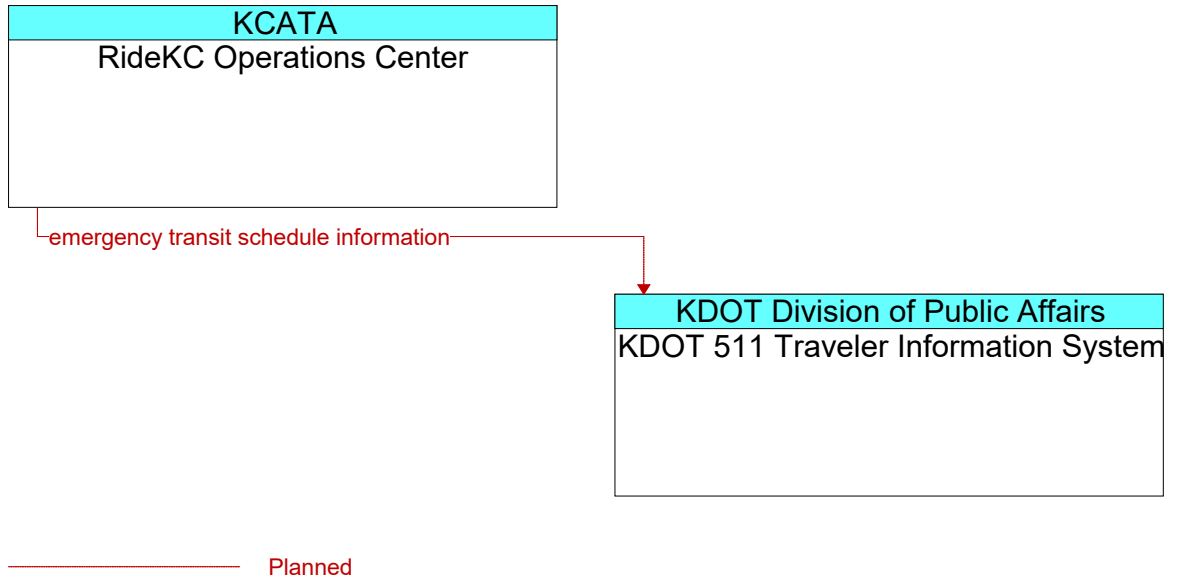 KCATA
RideKC Operations Center
emergency transit schedule information
KDOT Division of Public Affairs
KDOT 511 Traveler Information System
Planned